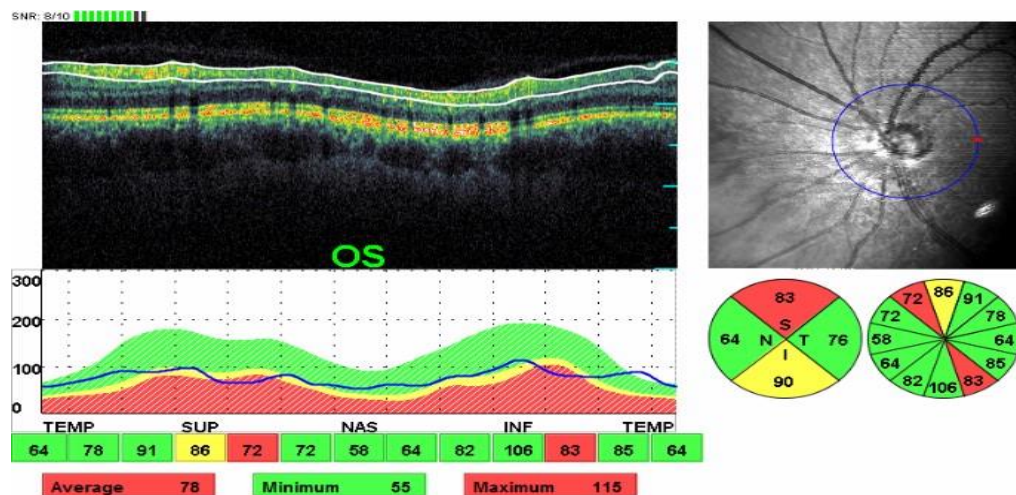 SNR: 8/10
OS
300
200
100
0
TEMP SUP NAS INF TEMP
64 78 91 86 72 72 58 64 82 106 83 85 64
Average 78 Minimum 55 Maximum 115
83
S
64 N T 76
I
90
86
72 91
72 78
58 64
64 85
82 83
106